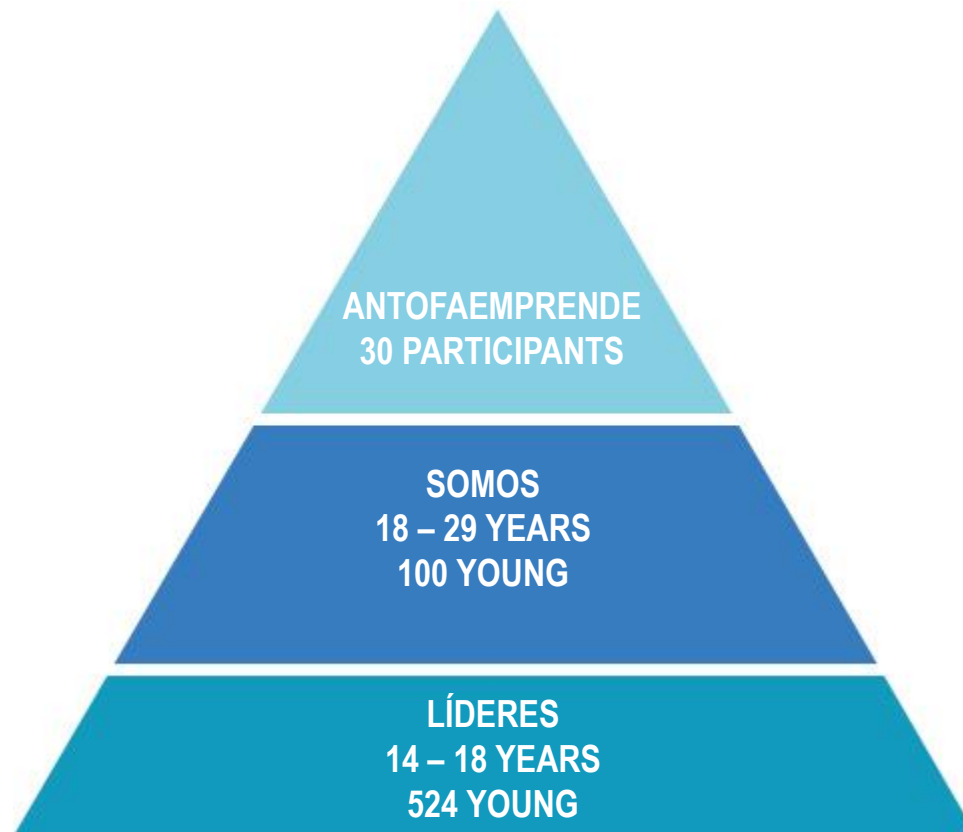 ANTOFAEMPRENDE
30 PARTICIPANTS
SOMOS
18 – 29 YEARS
100 YOUNG
LÍDERES
14 – 18 YEARS
524 YOUNG